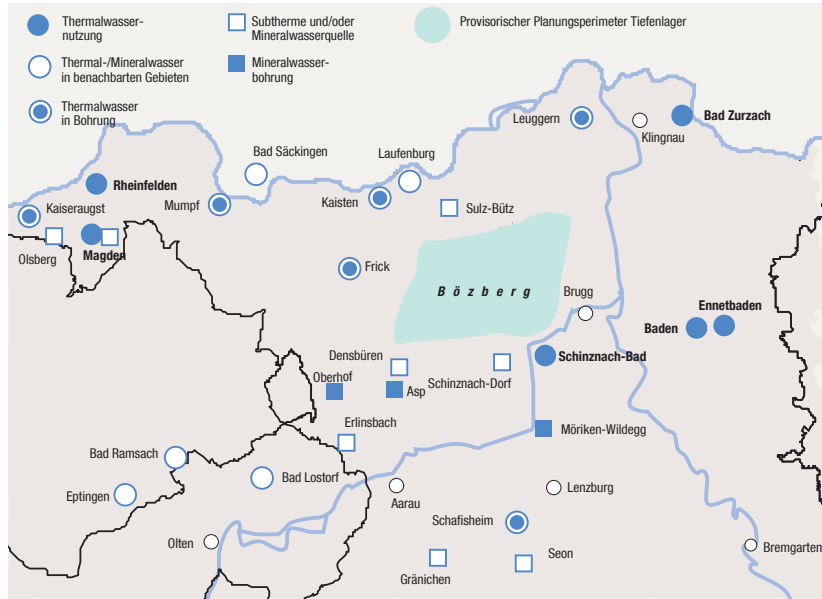 Thermalwasser-
nutzung
Thermal-/Mineralwasser
in benachbarten Gebieten
Thermalwasser
in Bohrung
Subtherme und/oder
Mineralwasserquelle
Mineralwasser-
bohrung
Provisorischer Planungsperimeter Tiefenlager
Leuggern
Bad Zurzach
Klingnau
Bad Säckingen
Laufenburg
Rheinfelden
Kaiseraugst
Mumpf
Kaisten
Sulz-Bütz
Olsberg
Magden
Frick
Bözberg
Brugg
Ennetbaden
Baden
Densbüren
Schinznach-Bad
Oberhof
Asp
Schinznach-Dorf
Erlinsbach
Möriken-Wildegg
Bad Ramsach
Bad Lostorf
Eptingen
Aarau
Lenzburg
Schafisheim
Olten
Bremgarten
Gränichen
Seon